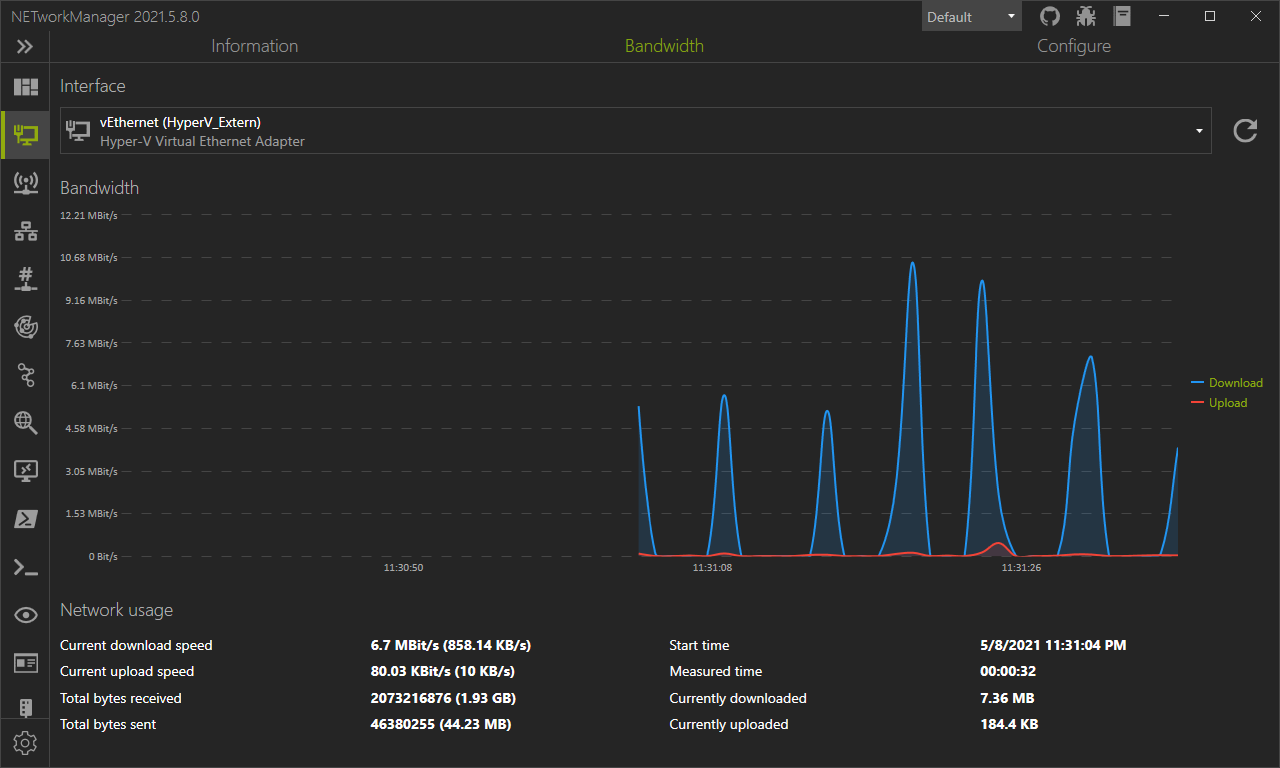 NETworkManager 2021.5.8.0
Default
Information
Bandwidth
Configure
Interface
vEthernet (HyperV_Extern)
Hyper-V Virtual Ethernet Adapter
Bandwidth
12.21 MBit/s
10.68 MBit/s
9.16 MBit/s
7.63 MBit/s
6.1 MBit/s
4.58 MBit/s
3.05 MBit/s
1.53 MBit/s
0 Bit/s
11:30:50
11:31:08
11:31:26
Download
Upload
Network usage
Current download speed 6.7 MBit/s (858.14 KB/s) Start time 5/8/2021 11:31:04 PM
Current upload speed 80.03 KBit/s (10 KB/s) Measured time 00:00:32
Total bytes received 2073216876 (1.93 GB) Currently downloaded 7.36 MB
Total bytes sent 46380255 (44.23 MB) Currently uploaded 184.4 KB